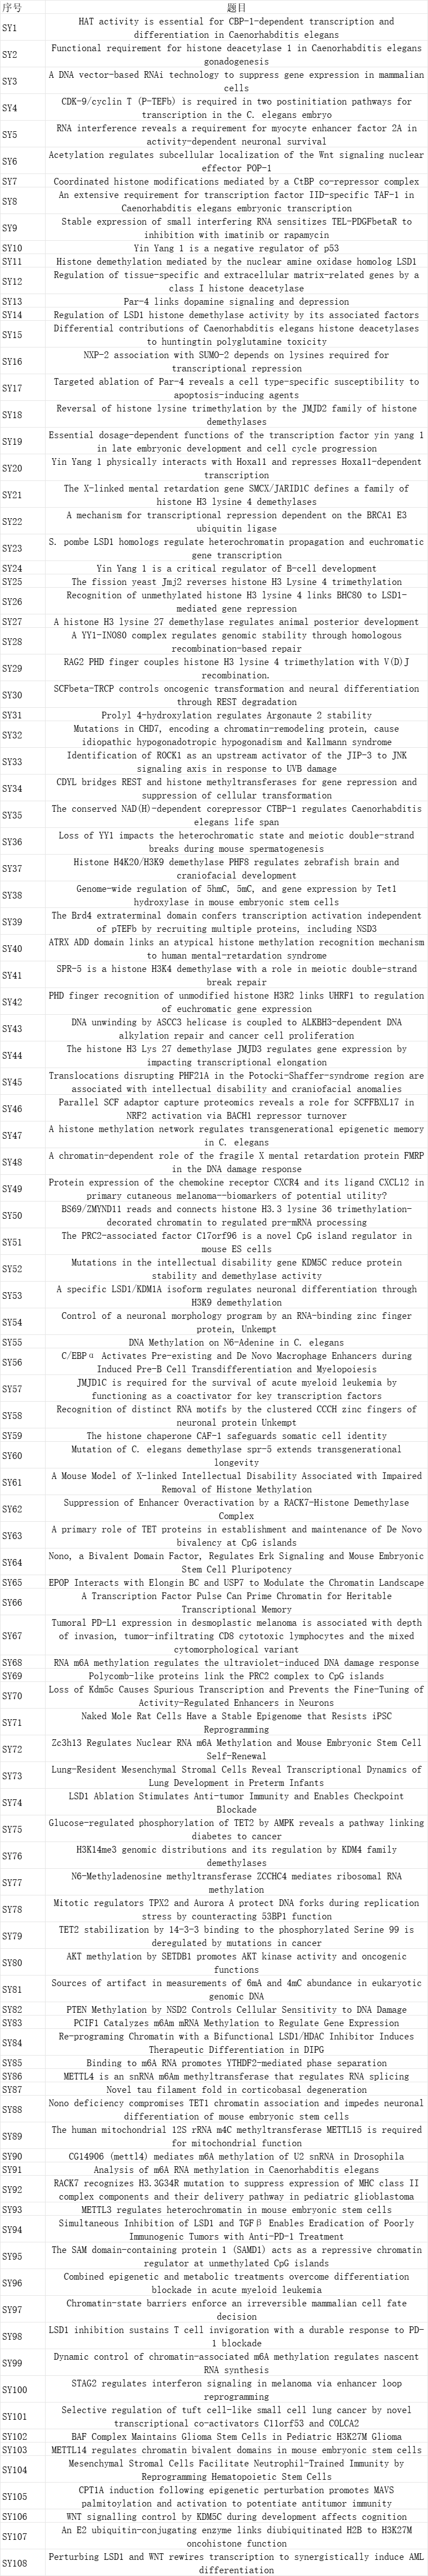 序号 题目
SY1 HAT activity is essential for CBP-1-dependent transcription and
differentiation in Caenorhabditis elegans
SY2 Functional requirement for histone deacetylase 1 in Caenorhabditis elegans
gonadogenesis
SY3 A DNA vector-based RNAi technology to suppress gene expression in mammalian
cells
SY4 CDK-9/cyclin T (P-TEFb) is required in two postinitiation pathways for
transcription in the C. elegans embryo
SY5 RNA interference reveals a requirement for myocyte enhancer factor 2A in
activity-dependent neuronal survival
SY6 Acetylation regulates subcellular localization of the Wnt signaling nuclear
effector POP-1
SY7 Coordinated histone modifications mediated by a CtBP co-repressor complex
SY8 An extensive requirement for transcription factor IID-specific TAF-1 in
Caenorhabditis elegans embryonic transcription
SY9 Stable expression of small interfering RNA sensitizes TEL-PDGFbetaR to
inhibition with imatinib or rapamycin
SY10 Yin Yang 1 is a negative regulator of p53
SY11 Histone demethylation mediated by the nuclear amine oxidase homolog LSD1
SY12 Regulation of tissue-specific and extracellular matrix-related genes by a
class I histone deacetylase
SY13 Par-4 links dopamine signaling and depression
SY14 Regulation of LSD1 histone demethylase activity by its associated factors
SY15 Differential contributions of Caenorhabditis elegans histone deacetylases
to huntingtin polyglutamine toxicity
SY16 NXP-2 association with SUMO-2 depends on lysines required for
transcriptional repression
SY17 Targeted ablation of Par-4 reveals a cell type-specific susceptibility to
apoptosis-inducing agents
SY18 Reversal of histone lysine trimethylation by the JMJD2 family of histone
demethylases
SY19 Essential dosage-dependent functions of the transcription factor yin yang 1
in late embryonic development and cell cycle progression
SY20 Yin Yang 1 physically interacts with Hoxa11 and represses Hoxa11-dependent
transcription
SY21 The X-linked mental retardation gene SMCX/JARID1C defines a family of
histone H3 lysine 4 demethylases
SY22 A mechanism for transcriptional repression dependent on the BRCA1 E3
ubiquitin ligase
SY23 S. pombe LSD1 homologs regulate heterochromatin propagation and euchromatic
gene transcription
SY24 Yin Yang 1 is a critical regulator of B-cell development
SY25 The fission yeast Jmj2 reverses histone H3 Lysine 4 trimethylation
SY26 Recognition of unmethylated histone H3 lysine 4 links BHC80 to LSD1-
mediated gene repression
SY27 A histone H3 lysine 27 demethylase regulates animal posterior development
SY28 A YY1-INO80 complex regulates genomic stability through homologous
recombination-based repair
SY29 RAG2 PHD finger couples histone H3 lysine 4 trimethylation with V(D)J
recombination.
SY30 SCFbeta-TRCP controls oncogenic transformation and neural differentiation
through REST degradation
SY31 Prolyl 4-hydroxylation regulates Argonaute 2 stability
SY32 Mutations in CHD7, encoding a chromatin-remodeling protein, cause
idiopathic hypogonadotropic hypogonadism and Kallmann syndrome
SY33 Identification of ROCK1 as an upstream activator of the JIP-3 to JNK
signaling axis in response to UVB damage
SY34 CDYL bridges REST and histone methyltransferases for gene repression and
suppression of cellular transformation
SY35 The conserved NAD(H)-dependent corepressor CTBP-1 regulates Caenorhabditis
elegans life span
SY36 Loss of YY1 impacts the heterochromatic state and meiotic double-strand
breaks during mouse spermatogenesis
SY37 Histone H4K20/H3K9 demethylase PHF8 regulates zebrafish brain and
craniofacial development
SY38 Genome-wide regulation of 5hmC, 5mC, and gene expression by Tet1
hydroxylase in mouse embryonic stem cells
SY39 The Brd4 extraterminal domain confers transcription activation independent
of pTEFb by recruiting multiple proteins, including NSD3
SY40 ATRX ADD domain links an atypical histone methylation recognition mechanism
to human mental-retardation syndrome
SY41 SPR-5 is a histone H3K4 demethylase with a role in meiotic double-strand
break repair
SY42 PHD finger recognition of unmodified histone H3R2 links UHRF1 to regulation
of euchromatic gene expression
SY43 DNA unwinding by ASCC3 helicase is coupled to ALKBH3-dependent DNA
alkylation repair and cancer cell proliferation
SY44 The histone H3 Lys 27 demethylase JMJD3 regulates gene expression by
impacting transcriptional elongation
SY45 Translocations disrupting PHF21A in the Potocki-Shaffer-syndrome region are
associated with intellectual disability and craniofacial anomalies
SY46 Parallel SCF adaptor capture proteomics reveals a role for SCFFBXL17 in
NRF2 activation via BACH1 repressor turnover
SY47 A histone methylation network regulates transgenerational epigenetic memory
in C. elegans
SY48 A chromatin-dependent role of the fragile X mental retardation protein FMRP
in the DNA damage response
SY49 Protein expression of the chemokine receptor CXCR4 and its ligand CXCL12 in
primary cutaneous melanoma--biomarkers of potential utility?
SY50 BS69/ZMYND11 reads and connects histone H3.3 lysine 36 trimethylation-
decorated chromatin to regulated pre-mRNA processing
SY51 The PRC2-associated factor C17orf96 is a novel CpG island regulator in
mouse ES cells
SY52 Mutations in the intellectual disability gene KDM5C reduce protein
stability and demethylase activity
SY53 A specific LSD1/KDM1A isoform regulates neuronal differentiation through
H3K9 demethylation
SY54 Control of a neuronal morphology program by an RNA-binding zinc finger
protein, Unkempt
SY55 DNA Methylation on N6-Adenine in C. elegans
SY56 C/EBPα Activates Pre-existing and De Novo Macrophage Enhancers during
Induced Pre-B Cell Transdifferentiation and Myelopoiesis
SY57 JMJD1C is required for the survival of acute myeloid leukemia by
functioning as a coactivator for key transcription factors
SY58 Recognition of distinct RNA motifs by the clustered CCCH zinc fingers of
neuronal protein Unkempt
SY59 The histone chaperone CAF-1 safeguards somatic cell identity
SY60 Mutation of C. elegans demethylase spr-5 extends transgenerational
longevity
SY61 A Mouse Model of X-linked Intellectual Disability Associated with Impaired
Removal of Histone Methylation
SY62 Suppression of Enhancer Overactivation by a RACK7-Histone Demethylase
Complex
SY63 A primary role of TET proteins in establishment and maintenance of De Novo
bivalency at CpG islands
SY64 Nono, a Bivalent Domain Factor, Regulates Erk Signaling and Mouse Embryonic
Stem Cell Pluripotency
SY65 EPOP Interacts with Elongin BC and USP7 to Modulate the Chromatin Landscape
SY66 A Transcription Factor Pulse Can Prime Chromatin for Heritable
Transcriptional Memory
SY67 Tumoral PD-L1 expression in desmoplastic melanoma is associated with depth
of invasion, tumor-infiltrating CD8 cytotoxic lymphocytes and the mixed
cytomorphological variant
SY68 RNA m6A methylation regulates the ultraviolet-induced DNA damage response
SY69 Polycomb-like proteins link the PRC2 complex to CpG islands
SY70 Loss of Kdm5c Causes Spurious Transcription and Prevents the Fine-Tuning of
Activity-Regulated Enhancers in Neurons
SY71 Naked Mole Rat Cells Have a Stable Epigenome that Resists iPSC
Reprogramming
SY72 Zc3h13 Regulates Nuclear RNA m6A Methylation and Mouse Embryonic Stem Cell
Self-Renewal
SY73 Lung-Resident Mesenchymal Stromal Cells Reveal Transcriptional Dynamics of
Lung Development in Preterm Infants
SY74 LSD1 Ablation Stimulates Anti-tumor Immunity and Enables Checkpoint
Blockade
SY75 Glucose-regulated phosphorylation of TET2 by AMPK reveals a pathway linking
diabetes to cancer
SY76 H3K14me3 genomic distributions and its regulation by KDM4 family
demethylases
SY77 N6-Methyladenosine methyltransferase ZCCHC4 mediates ribosomal RNA
methylation
SY78 Mitotic regulators TPX2 and Aurora A protect DNA forks during replication
stress by counteracting 53BP1 function
SY79 TET2 stabilization by 14-3-3 binding to the phosphorylated Serine 99 is
deregulated by mutations in cancer
SY80 AKT methylation by SETDB1 promotes AKT kinase activity and oncogenic
functions
SY81 Sources of artifact in measurements of 6mA and 4mC abundance in eukaryotic
genomic DNA
SY82 PTEN Methylation by NSD2 Controls Cellular Sensitivity to DNA Damage
SY83 PCIF1 Catalyzes m6Am mRNA Methylation to Regulate Gene Expression
SY84 Re-programing Chromatin with a Bifunctional LSD1/HDAC Inhibitor Induces
Therapeutic Differentiation in DIPG
SY85 Binding to m6A RNA promotes YTHDF2-mediated phase separation
SY86 METTL4 is an snRNA m6Am methyltransferase that regulates RNA splicing
SY87 Novel tau filament fold in corticobasal degeneration
SY88 Nono deficiency compromises TET1 chromatin association and impedes neuronal
differentiation of mouse embryonic stem cells
SY89 The human mitochondrial 12S rRNA m4C methyltransferase METTL15 is required
for mitochondrial function
SY90 CG14906 (mettl4) mediates m6A methylation of U2 snRNA in Drosophila
SY91 Analysis of m6A RNA methylation in Caenorhabditis elegans
SY92 RACK7 recognizes H3.3G34R mutation to suppress expression of MHC class II
complex components and their delivery pathway in pediatric glioblastoma
SY93 METTL3 regulates heterochromatin in mouse embryonic stem cells
SY94 Simultaneous Inhibition of LSD1 and TGFβ Enables Eradication of Poorly
Immunogenic Tumors with Anti-PD-1 Treatment
SY95 The SAM domain-containing protein 1 (SAMD1) acts as a repressive chromatin
regulator at unmethylated CpG islands
SY96 Combined epigenetic and metabolic treatments overcome differentiation
blockade in acute myeloid leukemia
SY97 Chromatin-state barriers enforce an irreversible mammalian cell fate
decision
SY98 LSD1 inhibition sustains T cell invigoration with a durable response to PD-
1 blockade
SY99 Dynamic control of chromatin-associated m6A methylation regulates nascent
RNA synthesis
SY100 STAG2 regulates interferon signaling in melanoma via enhancer loop
reprogramming
SY101 Selective regulation of tuft cell-like small cell lung cancer by novel
transcriptional co-activators C11orf53 and COLCA2
SY102 BAF Complex Maintains Glioma Stem Cells in Pediatric H3K27M Glioma
SY103 METTL14 regulates chromatin bivalent domains in mouse embryonic stem cells
SY104 Mesenchymal Stromal Cells Facilitate Neutrophil-Trained Immunity by
Reprogramming Hematopoietic Stem Cells
SY105 CPT1A induction following epigenetic perturbation promotes MAVS
palmitoylation and activation to potentiate antitumor immunity
SY106 WNT signalling control by KDM5C during development affects cognition
SY107 An E2 ubiquitin-conjugating enzyme links diubiquitinated H2B to H3K27M
oncohistone function
SY108 Perturbing LSD1 and WNT rewires transcription to synergistically induce AML
differentiation